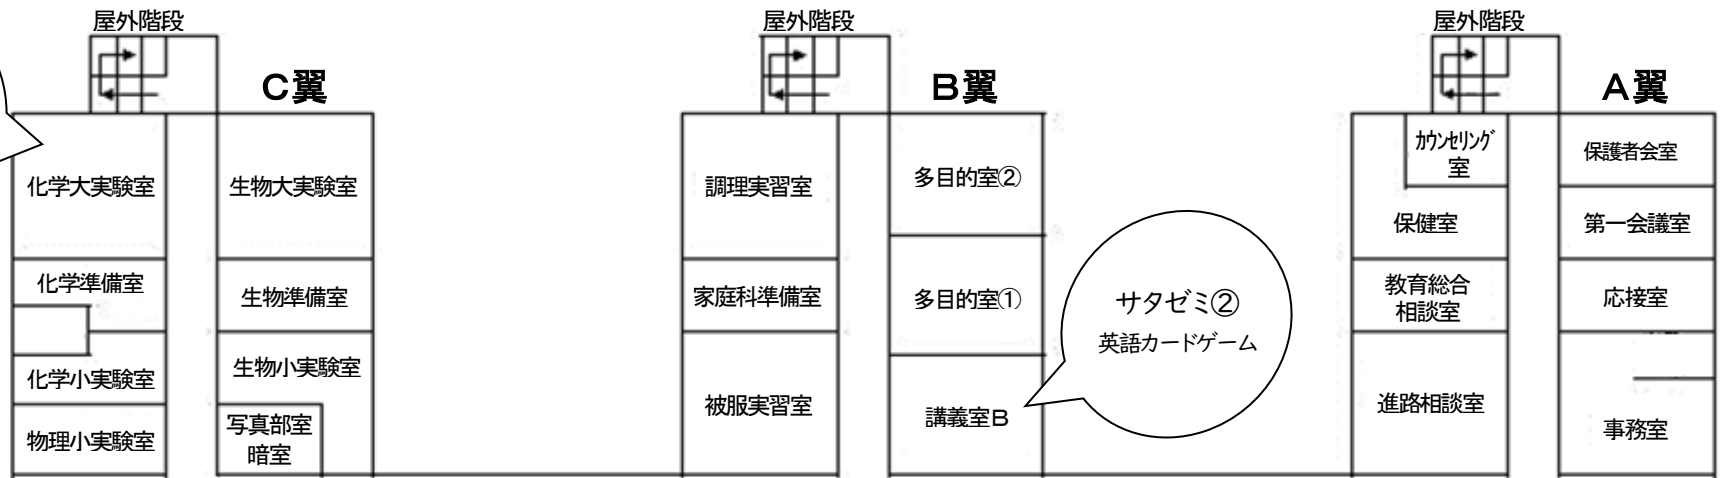 屋外階段
C翼
化学大実験室
生物大実験室
化学準備室
生物準備室
化学小実験室
生物小実験室
物理小実験室
写真部室
暗室
屋外階段
B翼
調理実習室
多目的室②
家庭科準備室
多目的室①
被服実習室
講義室B
サタゼミ②
英語カードゲーム
屋外階段
A翼
カウンセリング
室
保護者会室
保健室
第一会議室
教育総合
相談室
応接室
進路相談室
事務室